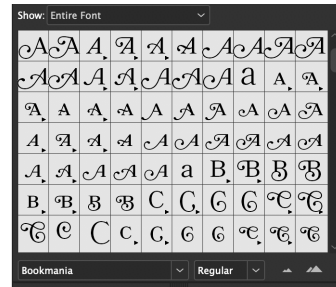 Show: Entire Font
A A A A A A A A A A
A A A A A A A a A A
A A A A A A A A A A
A A A A A A A A A A
A A A A A a B B B B
B B B B C C C C C C
C C C C C C C C C C
Bookmania Regular